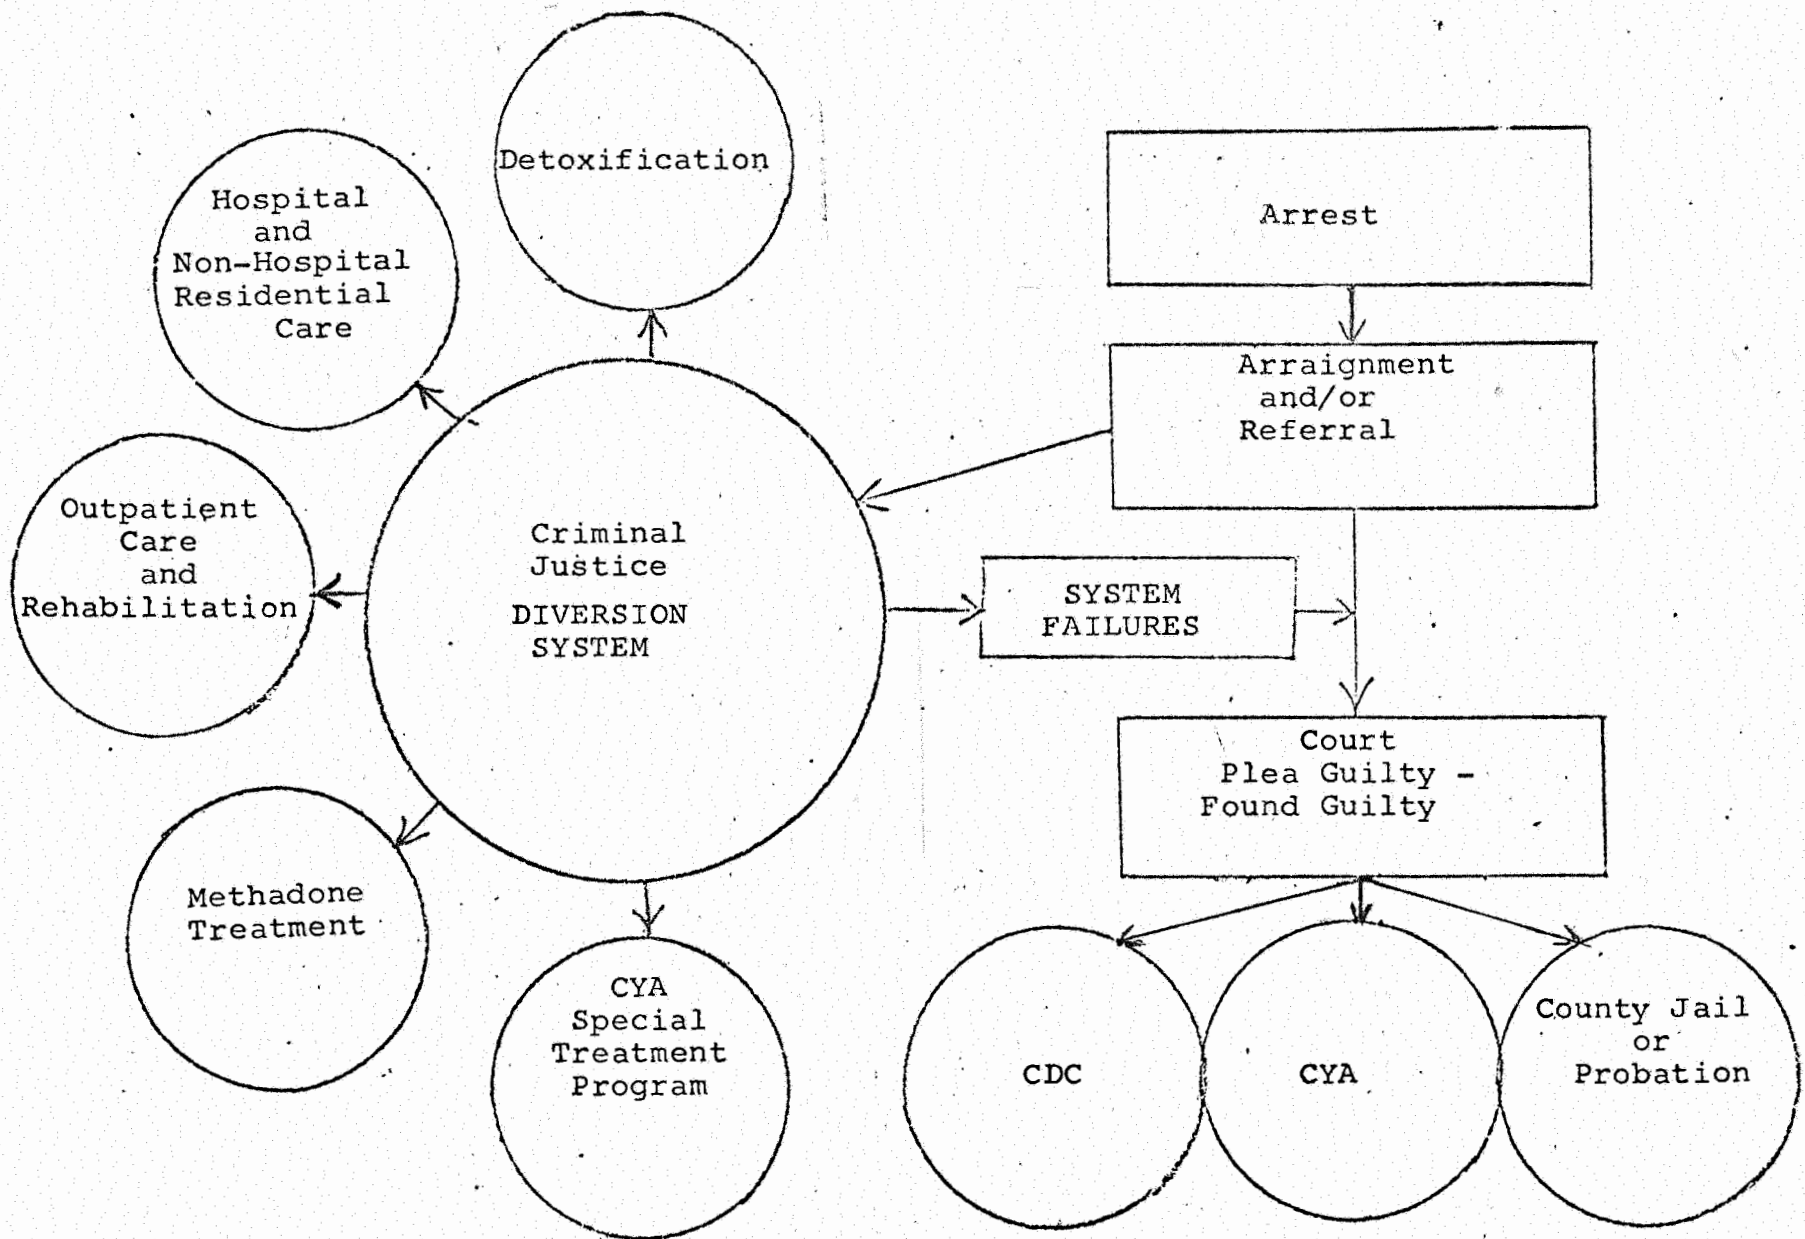 Detoxification
Hospital
and
Non-Hospital
Residential
Care
Outpatient
Care
and
Rehabilitation
Criminal
Justice
DIVERSION
SYSTEM
Methadone
Treatment
CYA
Special
Treatment
Program
Arrest
Arraignment
and/or
Referral
SYSTEM
FAILURES
Court
Plea Guilty -
Found Guilty
CDC
CYA
County Jail
or
Probation